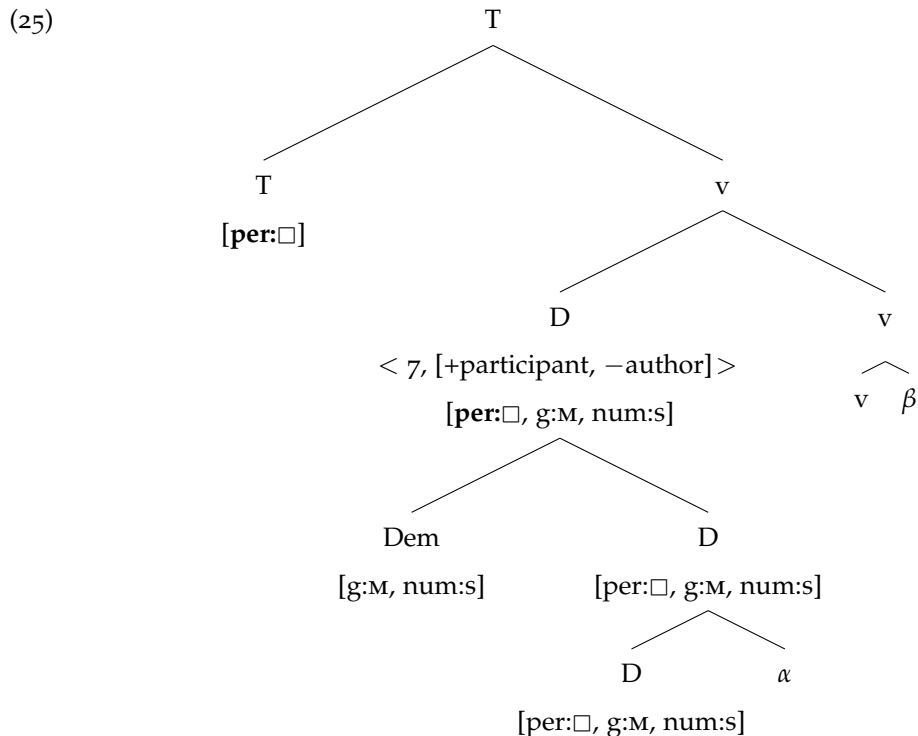 (25)
T
T v
[per:□]
D v
< 7, [+participant, −author] > v β
[per:□, g:ᴍ, num:s]
Dem D
[g:ᴍ, num:s] [per:□, g:ᴍ, num:s]
D α
[per:□, g:ᴍ, num:s]